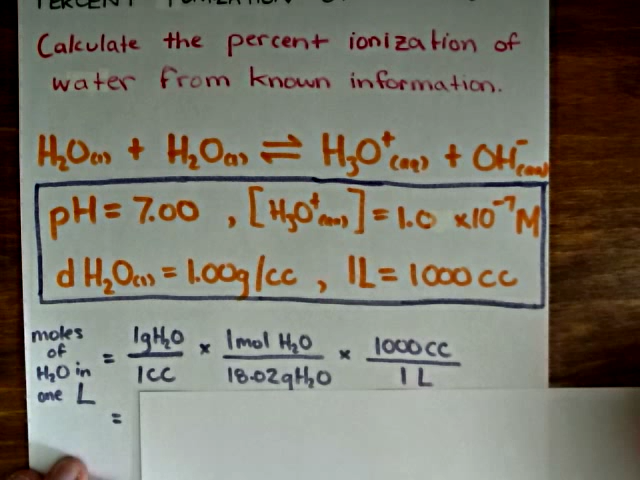 Calculate the percent ionization of
water from known information.
H₂O(l) + H₂O(l) ⇌ H₃O⁺(aq) + OH⁻(aq)
pH = 7.00 , [H₃O⁺(aq)] = 1.0 x10⁻⁷ M
d H₂O(l) = 1.00g/cc , 1L = 1000 cc
moles of H₂O in one L = 1gH₂O / 1cc × 1mol H₂O / 18.02gH₂O × 1000cc / 1 L
=